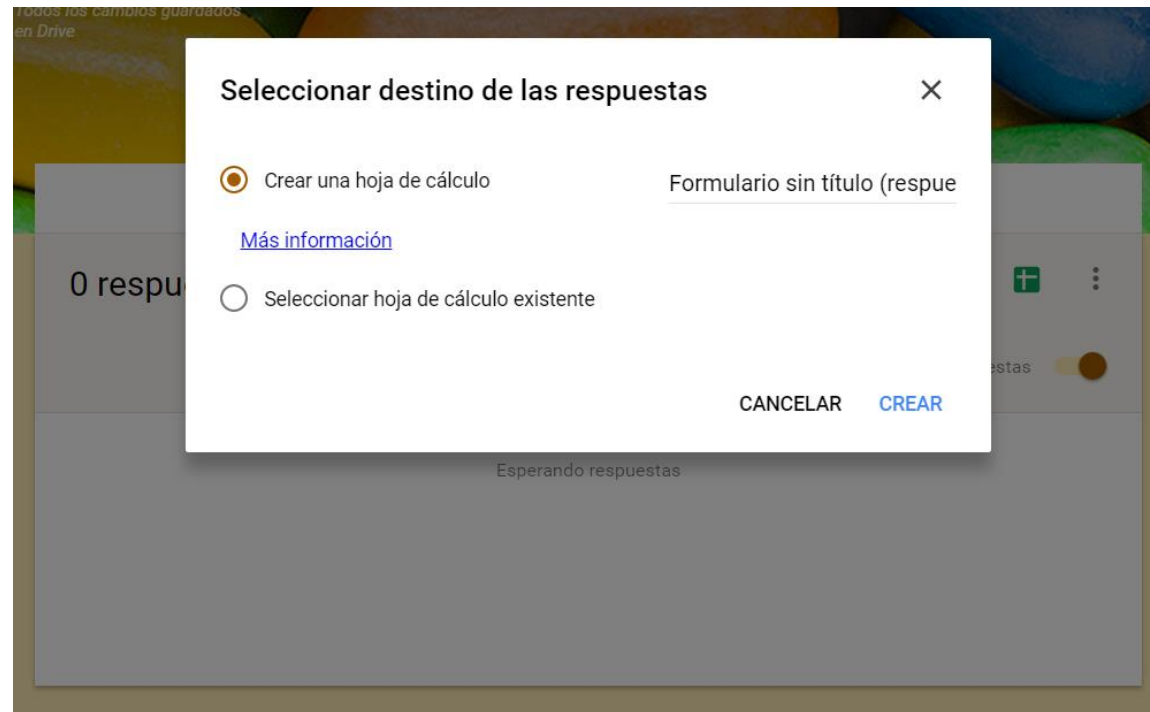 Todos los cambios guardados
en Drive
Seleccionar destino de las respuestas
Crear una hoja de cálculo
Formulario sin título (respue
Más información
0 respu
Seleccionar hoja de cálculo existente
estas
CANCELAR
CREAR
Esperando respuestas